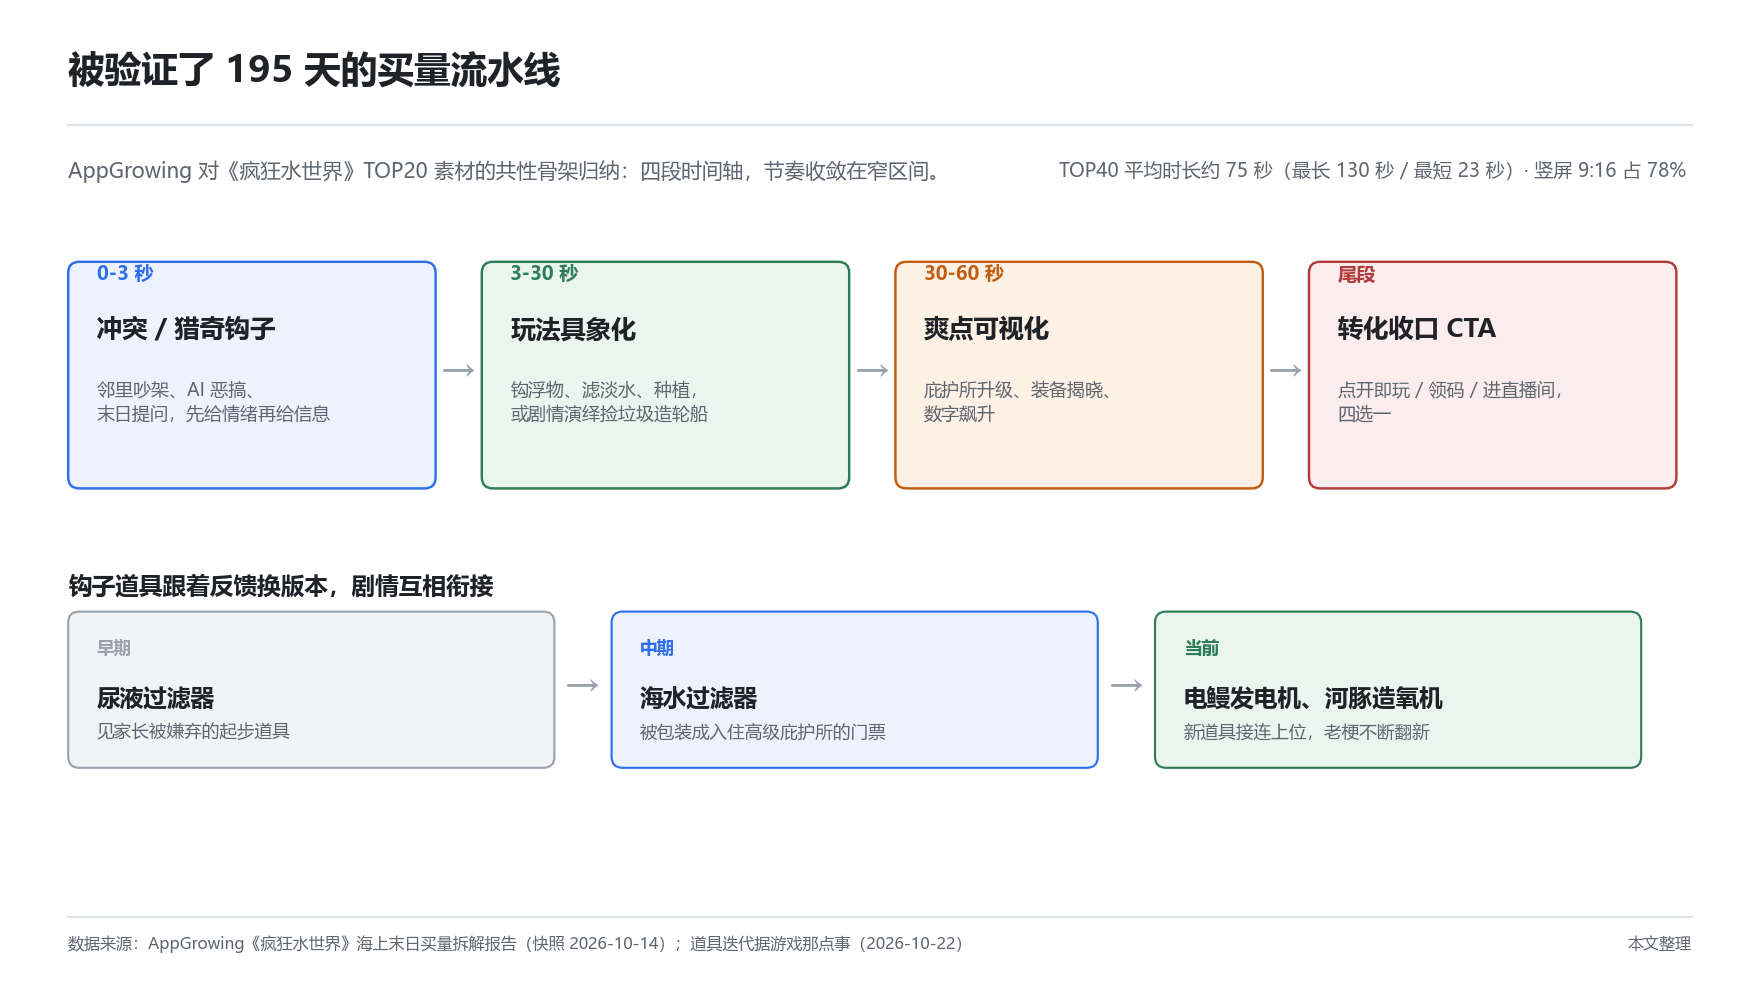 被验证了 195 天的买量流水线
AppGrowing 对《疯狂水世界》TOP20 素材的共性骨架归纳：四段时间轴，节奏收敛在窄区间。
TOP40 平均时长约 75 秒（最长 130 秒 / 最短 23 秒）· 竖屏 9:16 占 78%
0-3 秒
冲突 / 猎奇钩子
邻里吵架、AI 恶搞、
末日提问，先给情绪再给信息
→
3-30 秒
玩法具象化
钩浮物、滤淡水、种植，
或剧情演绎捡垃圾造轮船
→
30-60 秒
爽点可视化
庇护所升级、装备揭晓、
数字飙升
→
尾段
转化收口 CTA
点开即玩 / 领码 / 进直播间，
四选一
钩子道具跟着反馈换版本，剧情互相衔接
早期
尿液过滤器
见家长被嫌弃的起步道具
→
中期
海水过滤器
被包装成入住高级庇护所的门票
→
当前
电鳗发电机、河豚造氧机
新道具接连上位，老梗不断翻新
数据来源：AppGrowing《疯狂水世界》海上末日买量拆解报告（快照 2026-10-14）；道具迭代据游戏那点事（2026-10-22）
本文整理